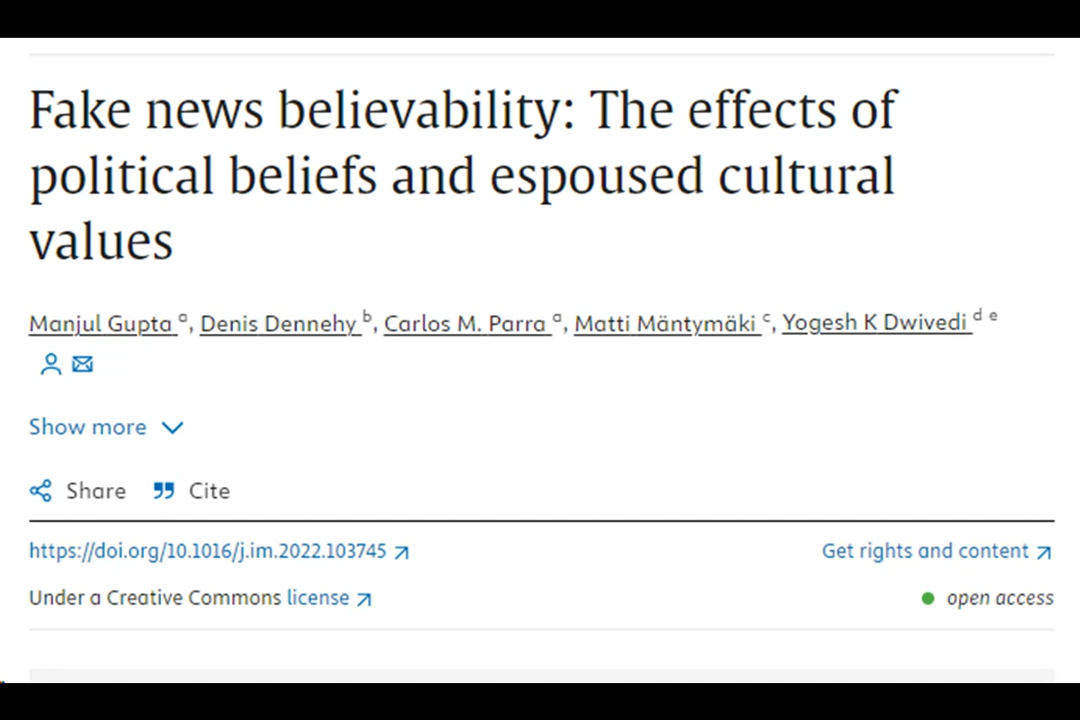 Fake news believability: The effects of
political beliefs and espoused cultural
values
Manjul Gupta a, Denis Dennehy b, Carlos M. Parra a, Matti Mäntymäki c, Yogesh K Dwivedi d e
Show more
Share Cite
https://doi.org/10.1016/j.im.2022.103745 Get rights and content
Under a Creative Commons license open access